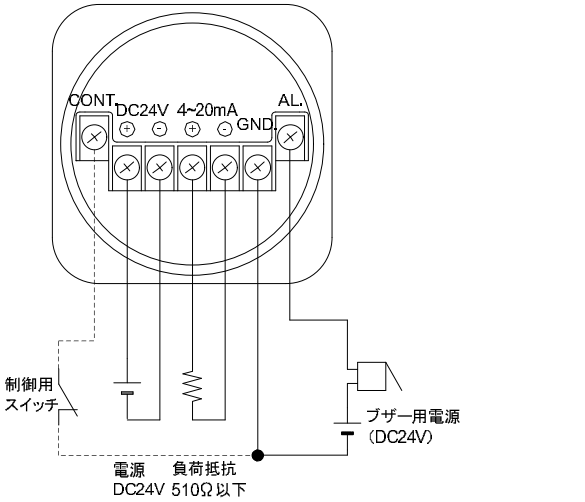 CONT.
DC24V
4~20mA
AL.
+
-
+
-
GND.
制御用
スイッチ
ブザー用電源
(DC24V)
電源
DC24V
負荷抵抗
510Ω以下